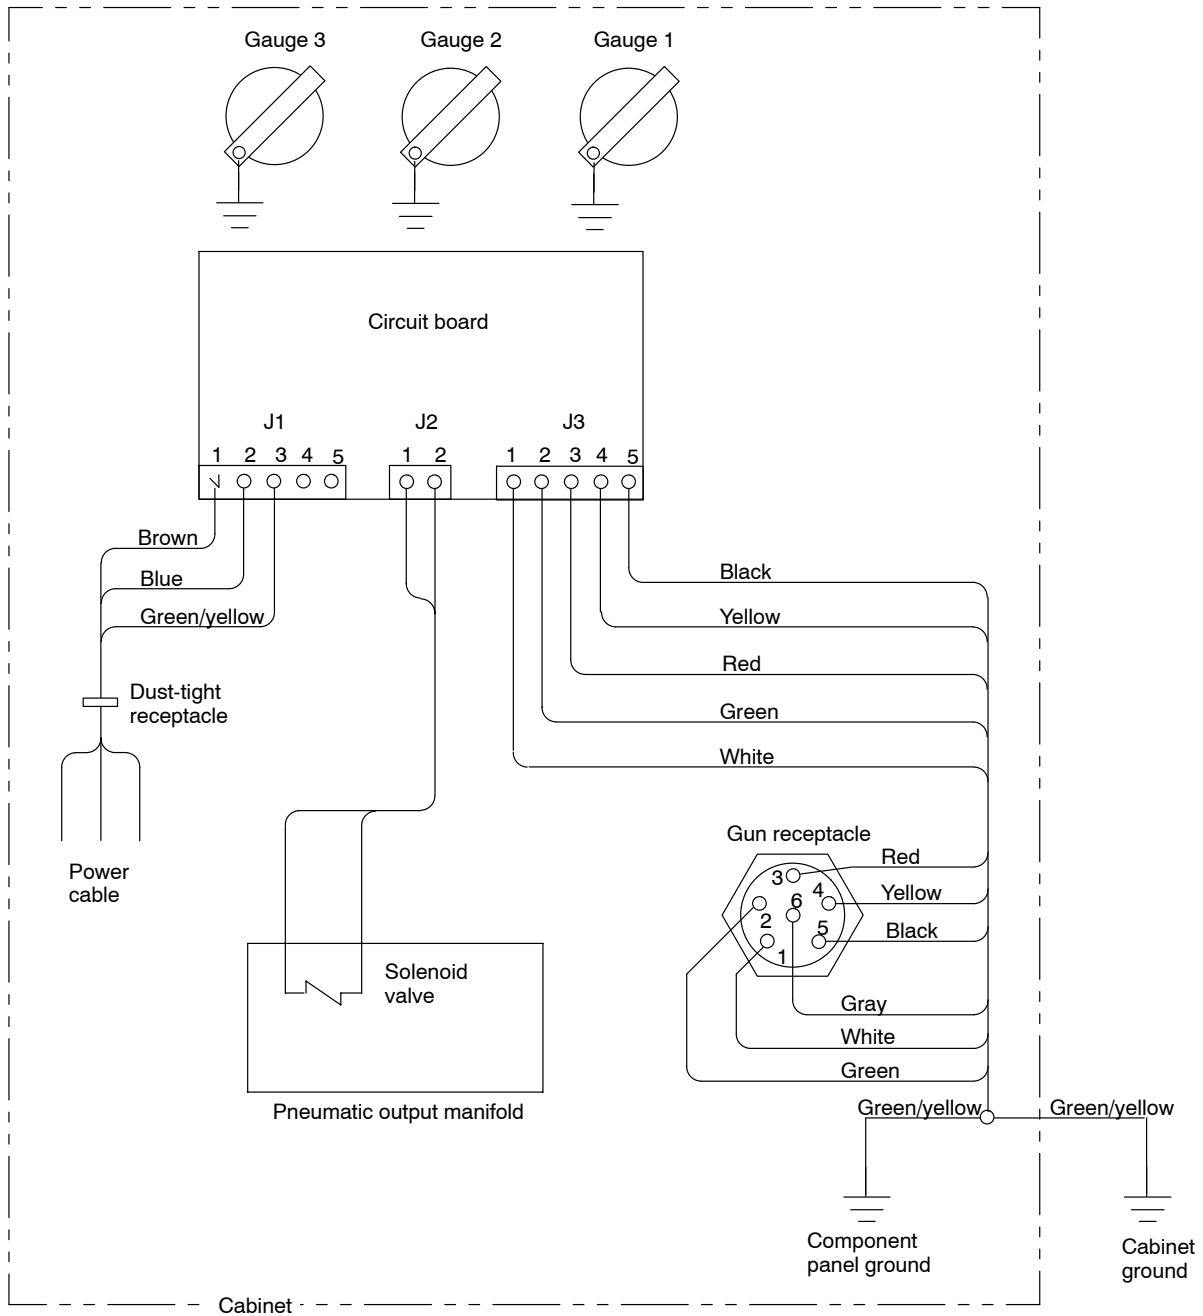 Gauge 3
Gauge 2
Gauge 1
Circuit board
J1
J2
J3
1 2 3 4 5
1 2
1 2 3 4 5
Brown
Blue
Green/yellow
Black
Yellow
Red
Green
White
Dust-tight
receptacle
Power
cable
Gun receptacle
3
4
6
2
5
1
Red
Yellow
Black
Gray
White
Green
Solenoid
valve
Pneumatic output manifold
Green/yellow
Green/yellow
Component
panel ground
Cabinet
ground
Cabinet